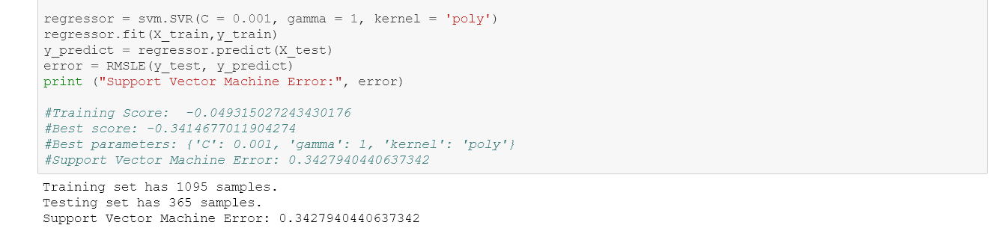 regressor = svm.SVR(C = 0.001, gamma = 1, kernel = 'poly')
regressor.fit(X_train,y_train)
y_predict = regressor.predict(X_test)
error = RMSLE(y_test, y_predict)
print ("Support Vector Machine Error:", error)
#Training Score:  -0.049315027243430176
#Best score: -0.3414677011904274
#Best parameters: {'C': 0.001, 'gamma': 1, 'kernel': 'poly'}
#Support Vector Machine Error: 0.3427940440637342
Training set has 1095 samples.
Testing set has 365 samples.
Support Vector Machine Error: 0.3427940440637342